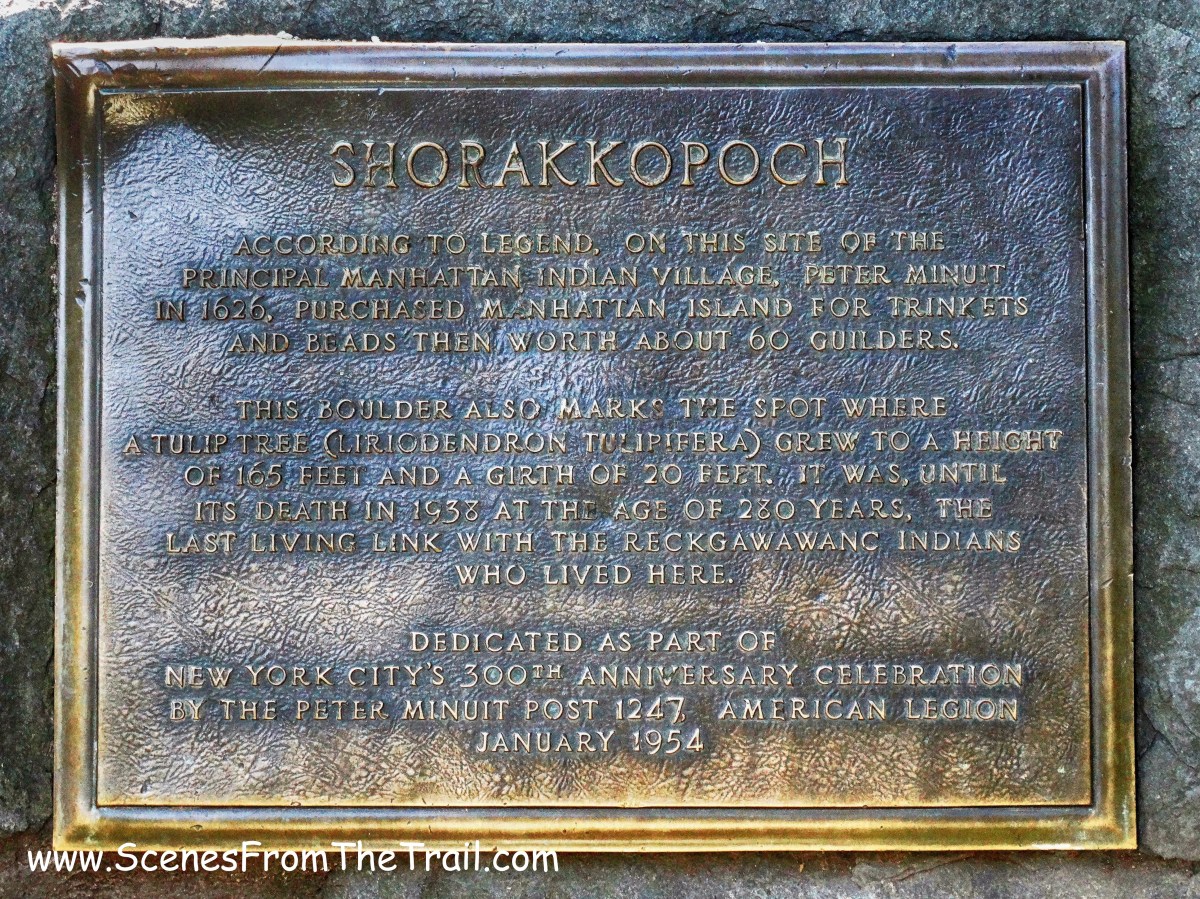 SHORAKKOPOCH
ACCORDING TO LEGEND, ON THIS SITE OF THE
PRINCIPAL MANHATTAN INDIAN VILLAGE, PETER MINUIT
IN 1626, PURCHASED MANHATTAN ISLAND FOR TRINKETS
AND BEADS THEN WORTH ABOUT 60 GUILDERS.
THIS BOULDER ALSO MARKS THE SPOT WHERE
A TULIP TREE (LIRIODENDRON TULIPIFERA) GREW TO A HEIGHT
OF 165 FEET AND A GIRTH OF 20 FEET. IT WAS, UNTIL
ITS DEATH IN 1938 AT THE AGE OF 280 YEARS, THE
LAST LIVING LINK WITH THE RECKGAWAWANC INDIANS
WHO LIVED HERE.
DEDICATED AS PART OF
NEW YORK CITY'S 300TH ANNIVERSARY CELEBRATION
BY THE PETER MINUIT POST 1247, AMERICAN LEGION
JANUARY 1954
www.ScenesFromTheTrail.com